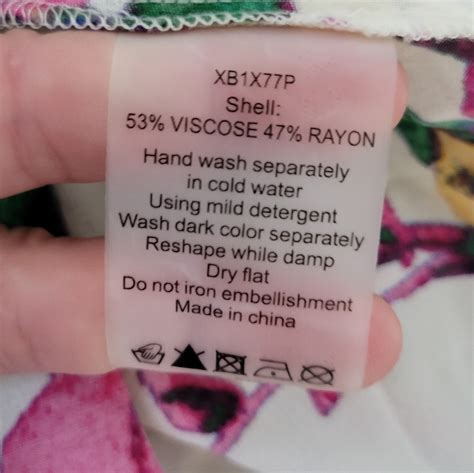 XB1X77P
Shell:
53% VISCOSE 47% RAYON
Hand wash separately
in cold water
Using mild detergent
Wash dark color separately
Reshape while damp
Dry flat
Do not iron embellishment
Made in china